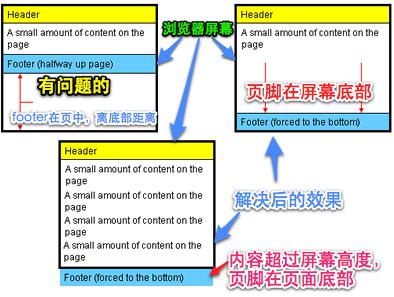 Header
A small amount of content on the
page
Footer (halfway up page)
有问题的
footer在页中，离底部距离
浏览器屏幕
Header
A small amount of content on the
page
页脚在屏幕底部
Footer (forced to the bottom)
Header
A small amount of content on the
page
A small amount of content on the
page
A small amount of content on the
page
A small amount of content on the
page
Footer (forced to the bottom)
解决后的效果
内容超过屏幕高度，
页脚在页面底部